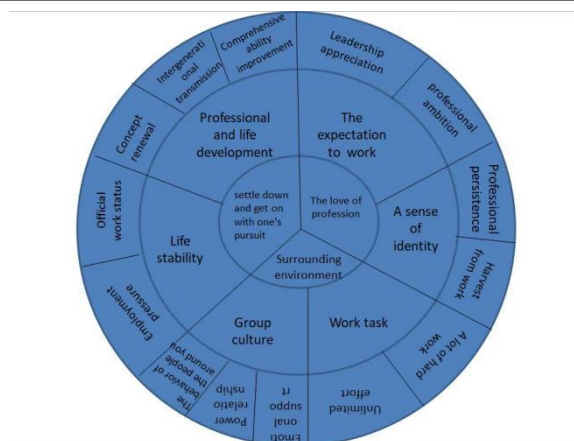 Intergenerati
onal
transmission
Comprehensive
ability
improvement
Leadership
appreciation
professional
ambition
Concept
renewal
Professional
and life
development
The
expectation
to work
Professional
persistence
Official
work status
settle down
and get on
with one's
pursuit
The love of
profession
A sense
of
identity
Life
stability
Surrounding
environment
Harvest
from work
Employment
pressure
Group
culture
Work task
A lot of hard
work
The
behavior of
the people
around you
Power
relatio
nship
Emoti
onal
suppo
rt
Unlimited
effort